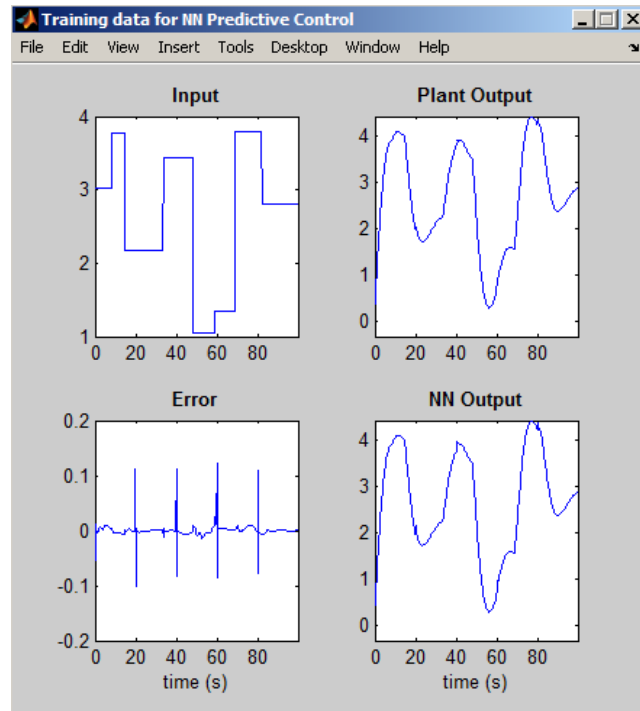 Training data for NN Predictive Control
File Edit View Insert Tools Desktop Window Help
Input
4
3
2
1
0 20 40 60 80
Plant Output
4
3
2
1
0
0 20 40 60 80
Error
0.2
0.1
0
-0.1
-0.2
0 20 40 60 80
time (s)
NN Output
4
3
2
1
0
0 20 40 60 80
time (s)